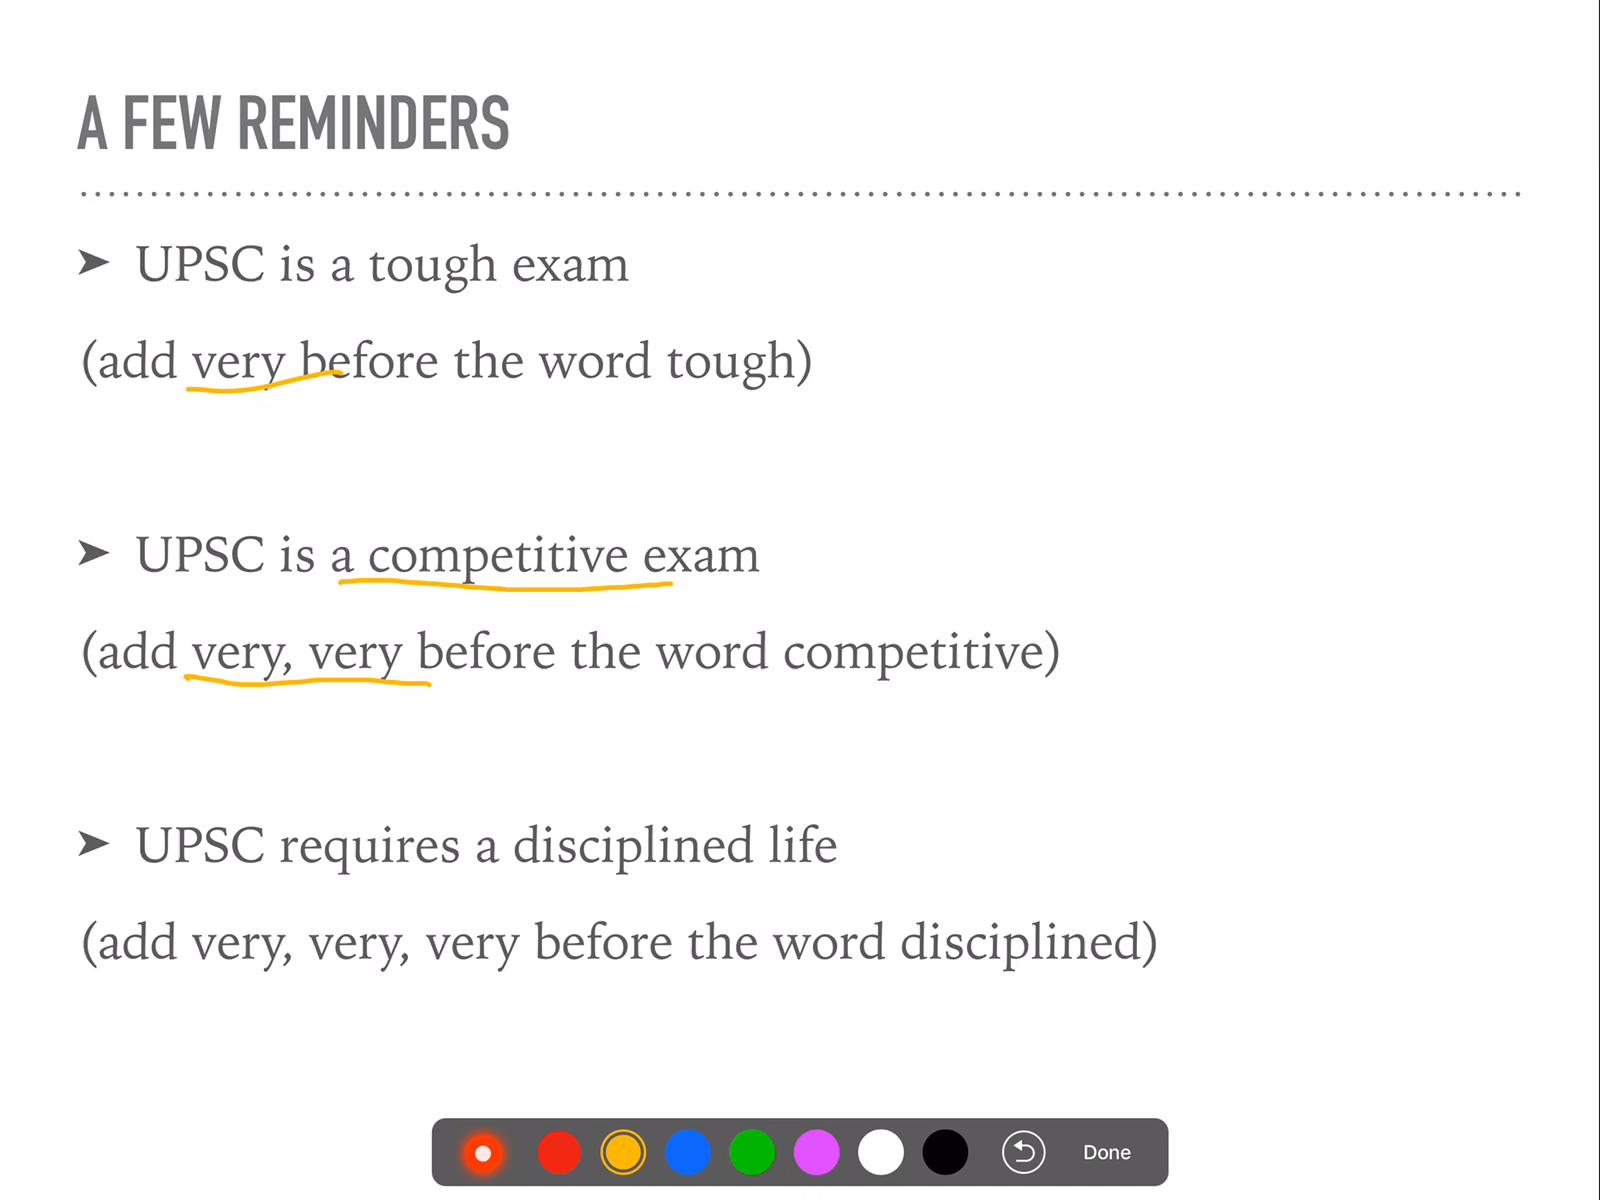 A FEW REMINDERS
➤ UPSC is a tough exam
(add very before the word tough)
➤ UPSC is a competitive exam
(add very, very before the word competitive)
➤ UPSC requires a disciplined life
(add very, very, very before the word disciplined)
Done